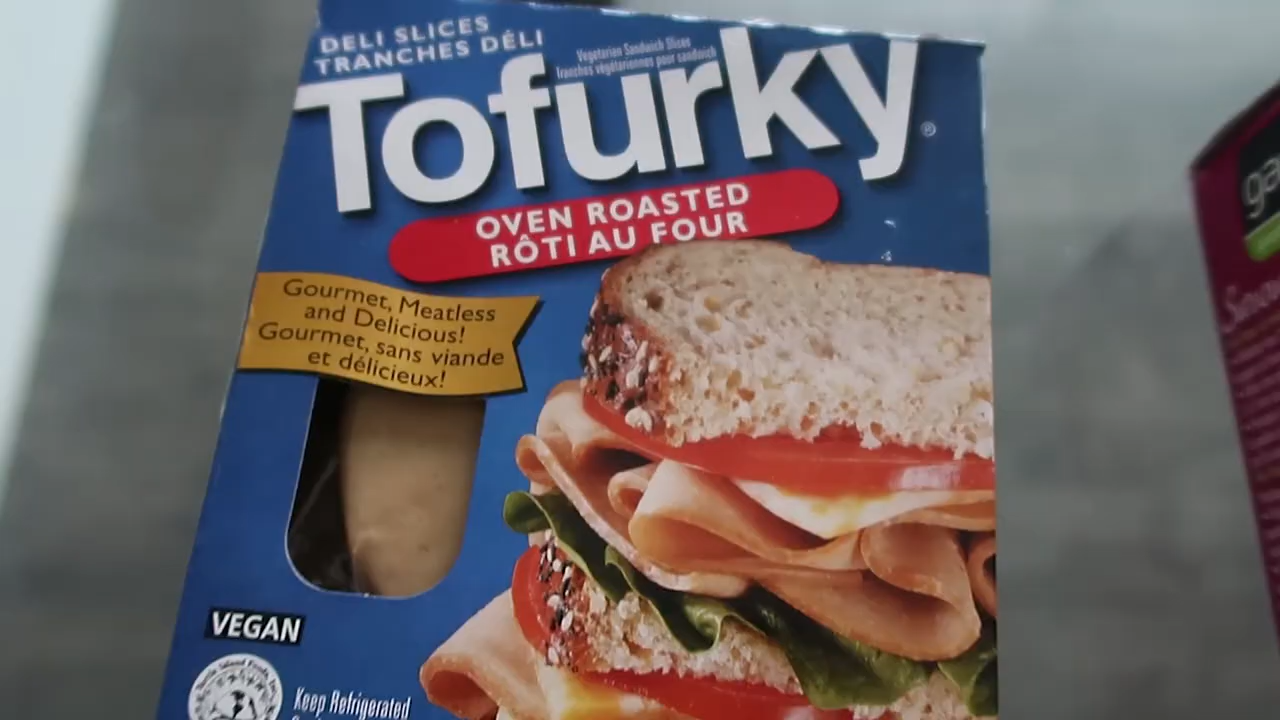 DELI SLICES
TRANCHES DÉLI
Vegetarian Sandwich Slices
Tranches végétariennes pour sandwich
Tofurky®
OVEN ROASTED
RÔTI AU FOUR
Gourmet, Meatless
and Delicious!
Gourmet, sans viande
et délicieux!
VEGAN
Keep Refrigerated
ga